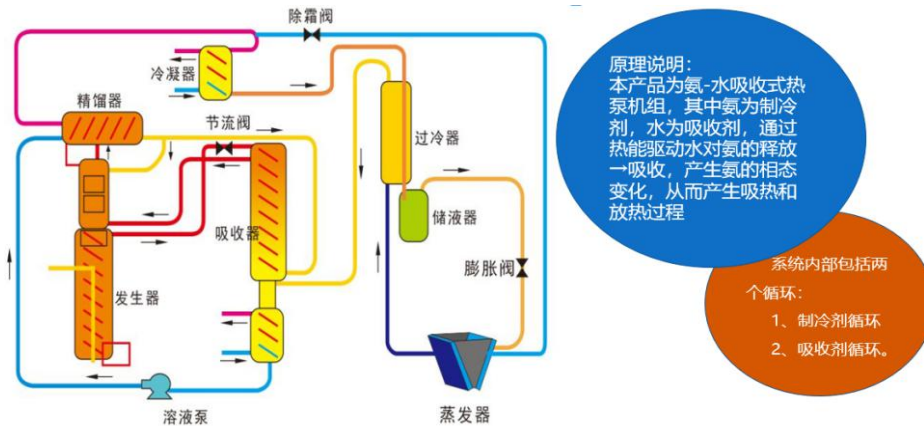 除霜阀
冷凝器
精馏器
节流阀
过冷器
储液器
吸收器
膨胀阀
发生器
溶液泵
蒸发器
原理说明：
本产品为氨-水吸收式热
泵机组，其中氨为制冷
剂，水为吸收剂，通过
热能驱动水对氨的释放
→吸收，产生氨的相态
变化，从而产生吸热和
放热过程
系统内部包括两
个循环：
1、制冷剂循环
2、吸收剂循环。